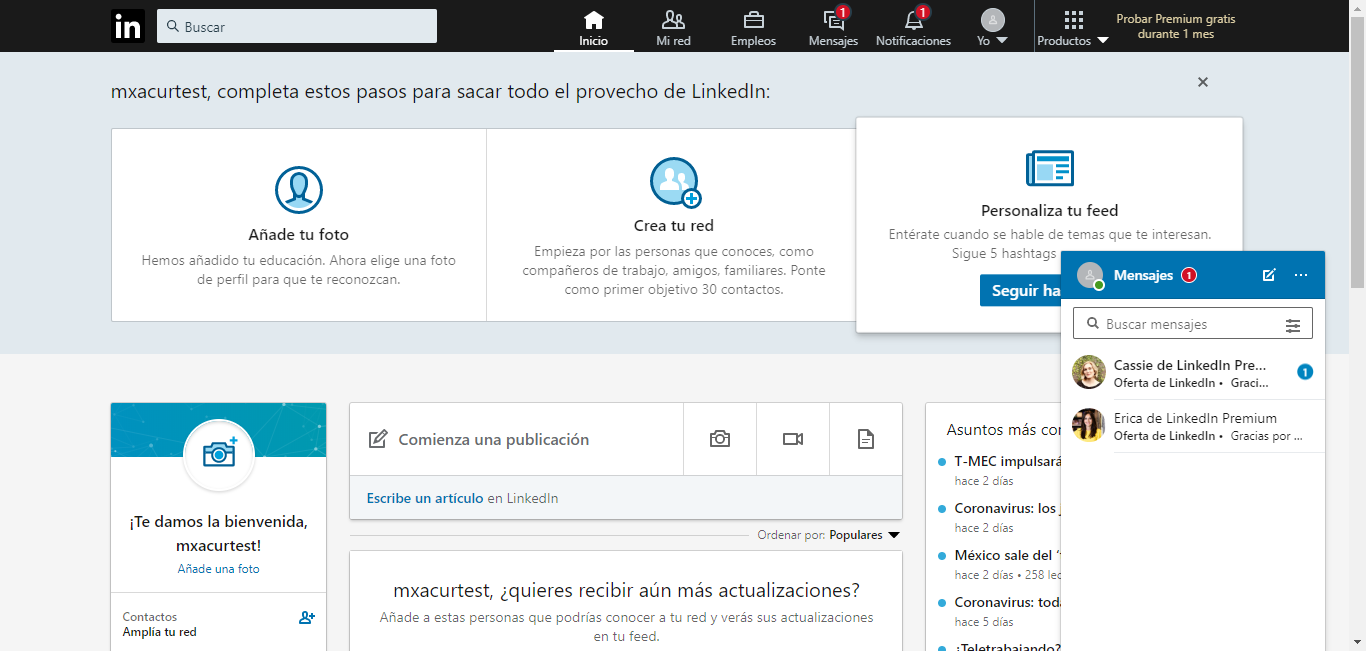 in
Buscar
Inicio
Mi red
Empleos
1
Mensajes
1
Notificaciones
Yo
Productos
Probar Premium gratis
durante 1 mes
mxacurtest, completa estos pasos para sacar todo el provecho de LinkedIn:
Añade tu foto
Hemos añadido tu educación. Ahora elige una foto
de perfil para que te reconozcan.
Crea tu red
Empieza por las personas que conoces, como
compañeros de trabajo, amigos, familiares. Ponte
como primer objetivo 30 contactos.
Personaliza tu feed
Entérate cuando se hable de temas que te interesan.
Sigue 5 hashtags
Seguir ha
Mensajes 1
Buscar mensajes
Cassie de LinkedIn Pre...
Oferta de LinkedIn • Graci...
1
Erica de LinkedIn Premium
Oferta de LinkedIn • Gracias por ...
¡Te damos la bienvenida,
mxacurtest!
Añade una foto
Contactos
Amplía tu red
Comienza una publicación
Escribe un artículo en LinkedIn
Ordenar por: Populares
mxacurtest, ¿quieres recibir aún más actualizaciones?
Añade a estas personas que podrías conocer a tu red y verás sus actualizaciones
en tu feed.
Asuntos más cor
T-MEC impulsará
hace 2 días
Coronavirus: los
hace 2 días
México sale del
hace 2 días • 258 lec
Coronavirus: toda
hace 5 días
¿Teletrabajando?